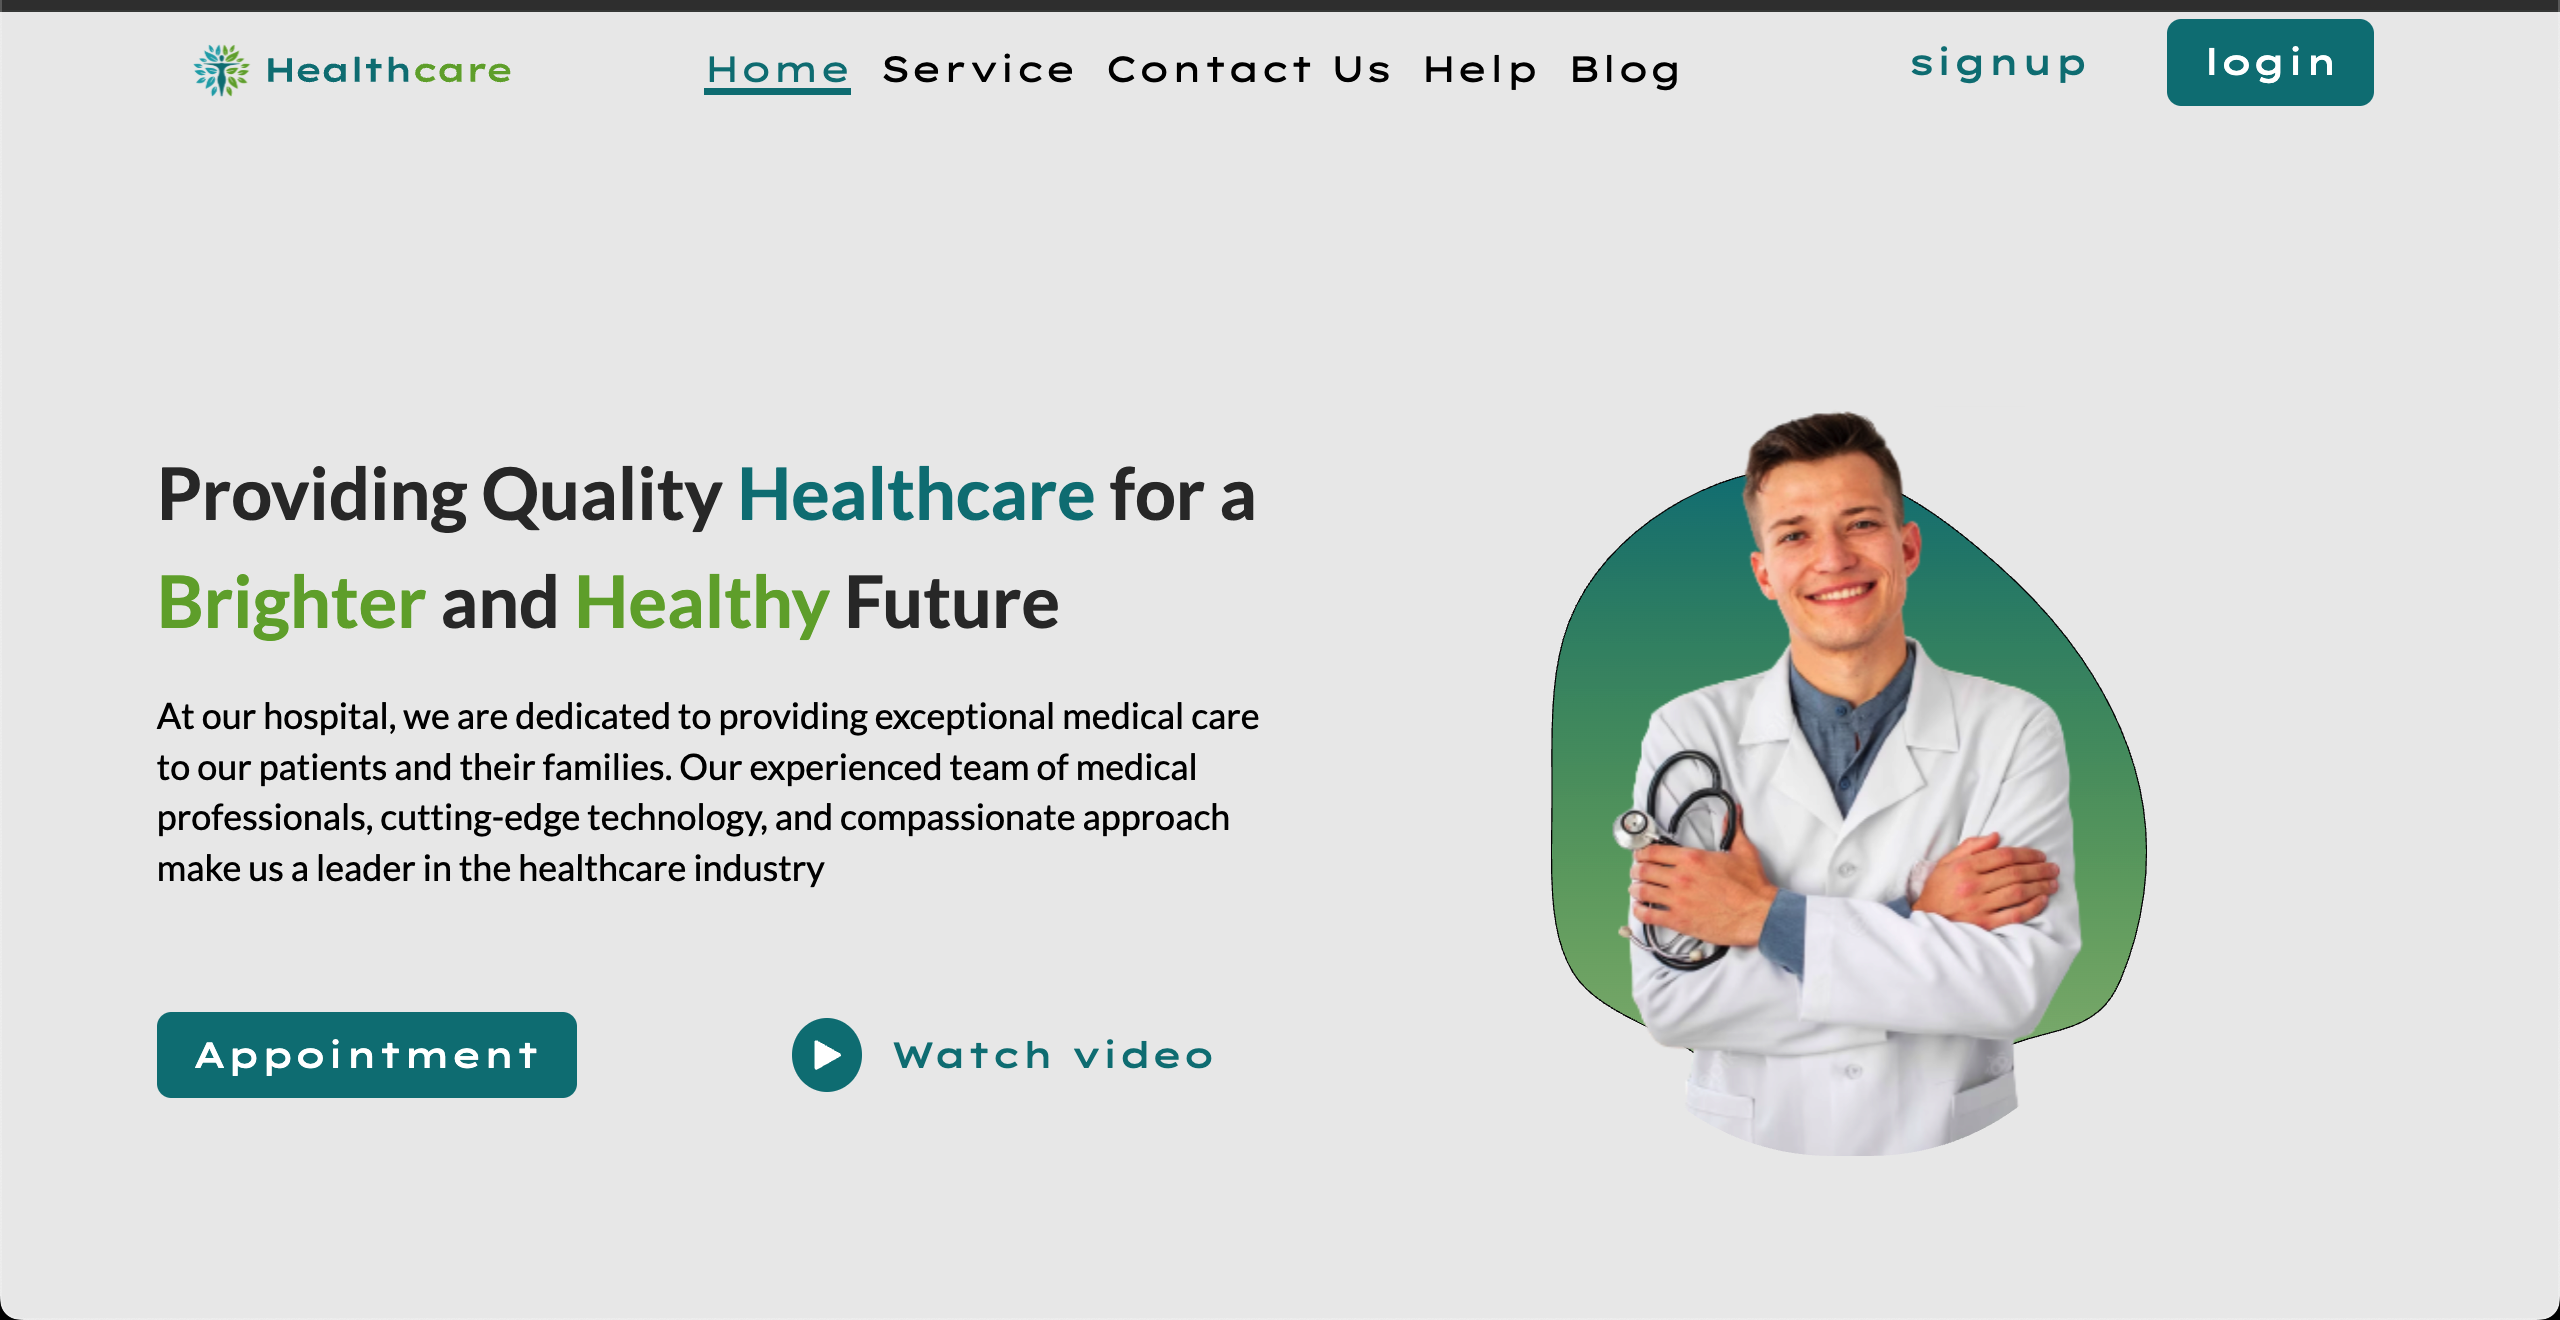 Healthcare
Home Service Contact Us Help Blog
signup
login
Providing Quality Healthcare for a
Brighter and Healthy Future
At our hospital, we are dedicated to providing exceptional medical care
to our patients and their families. Our experienced team of medical
professionals, cutting-edge technology, and compassionate approach
make us a leader in the healthcare industry
Appointment
Watch video